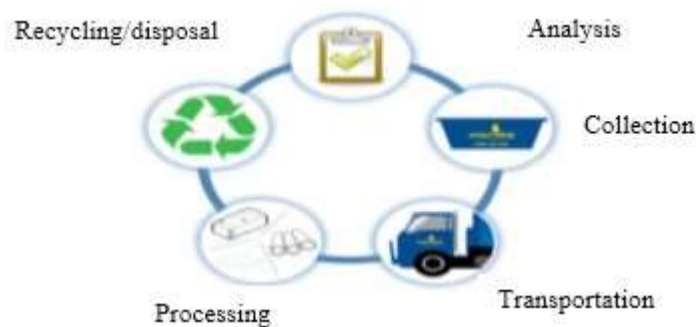 Recycling/disposal
Analysis
Collection
Transportation
Processing